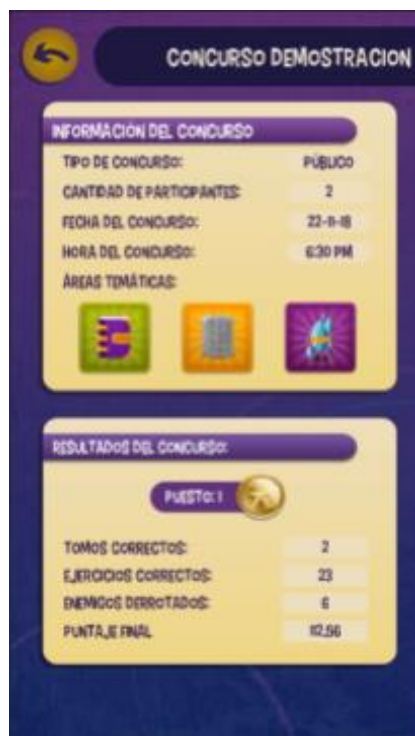 CONCURSO DEMOSTRACION
INFORMACIÓN DEL CONCURSO
TIPO DE CONCURSO: PÚBLICO
CANTIDAD DE PARTICIPANTES: 2
FECHA DEL CONCURSO: 22-11-18
HORA DEL CONCURSO: 6:30 PM
ÁREAS TEMÁTICAS:
RESULTADOS DEL CONCURSO:
PUESTO: 1
TOMOS CORRECTOS: 2
EJERCICIOS CORRECTOS: 23
ENEMIGOS DERROTADOS: 6
PUNTAJE FINAL 112,56